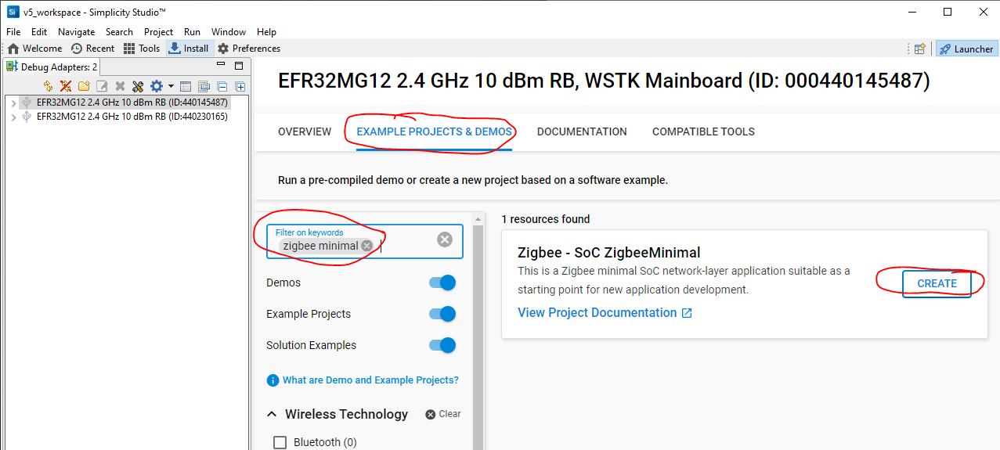 Si v5_workspace - Simplicity Studio™
File Edit Navigate Search Project Run Window Help
Welcome Recent Tools Install Preferences
Launcher
Debug Adapters: 2
EFR32MG12 2.4 GHz 10 dBm RB (ID:440145487)
EFR32MG12 2.4 GHz 10 dBm RB (ID:440230165)
EFR32MG12 2.4 GHz 10 dBm RB, WSTK Mainboard (ID: 000440145487)
OVERVIEW EXAMPLE PROJECTS & DEMOS DOCUMENTATION COMPATIBLE TOOLS
Run a pre-compiled demo or create a new project based on a software example.
Filter on keywords
zigbee minimal
Demos
Example Projects
Solution Examples
What are Demo and Example Projects?
Wireless Technology Clear
Bluetooth (0)
1 resources found
Zigbee - SoC ZigbeeMinimal
This is a Zigbee minimal SoC network-layer application suitable as a
starting point for new application development.
View Project Documentation
CREATE